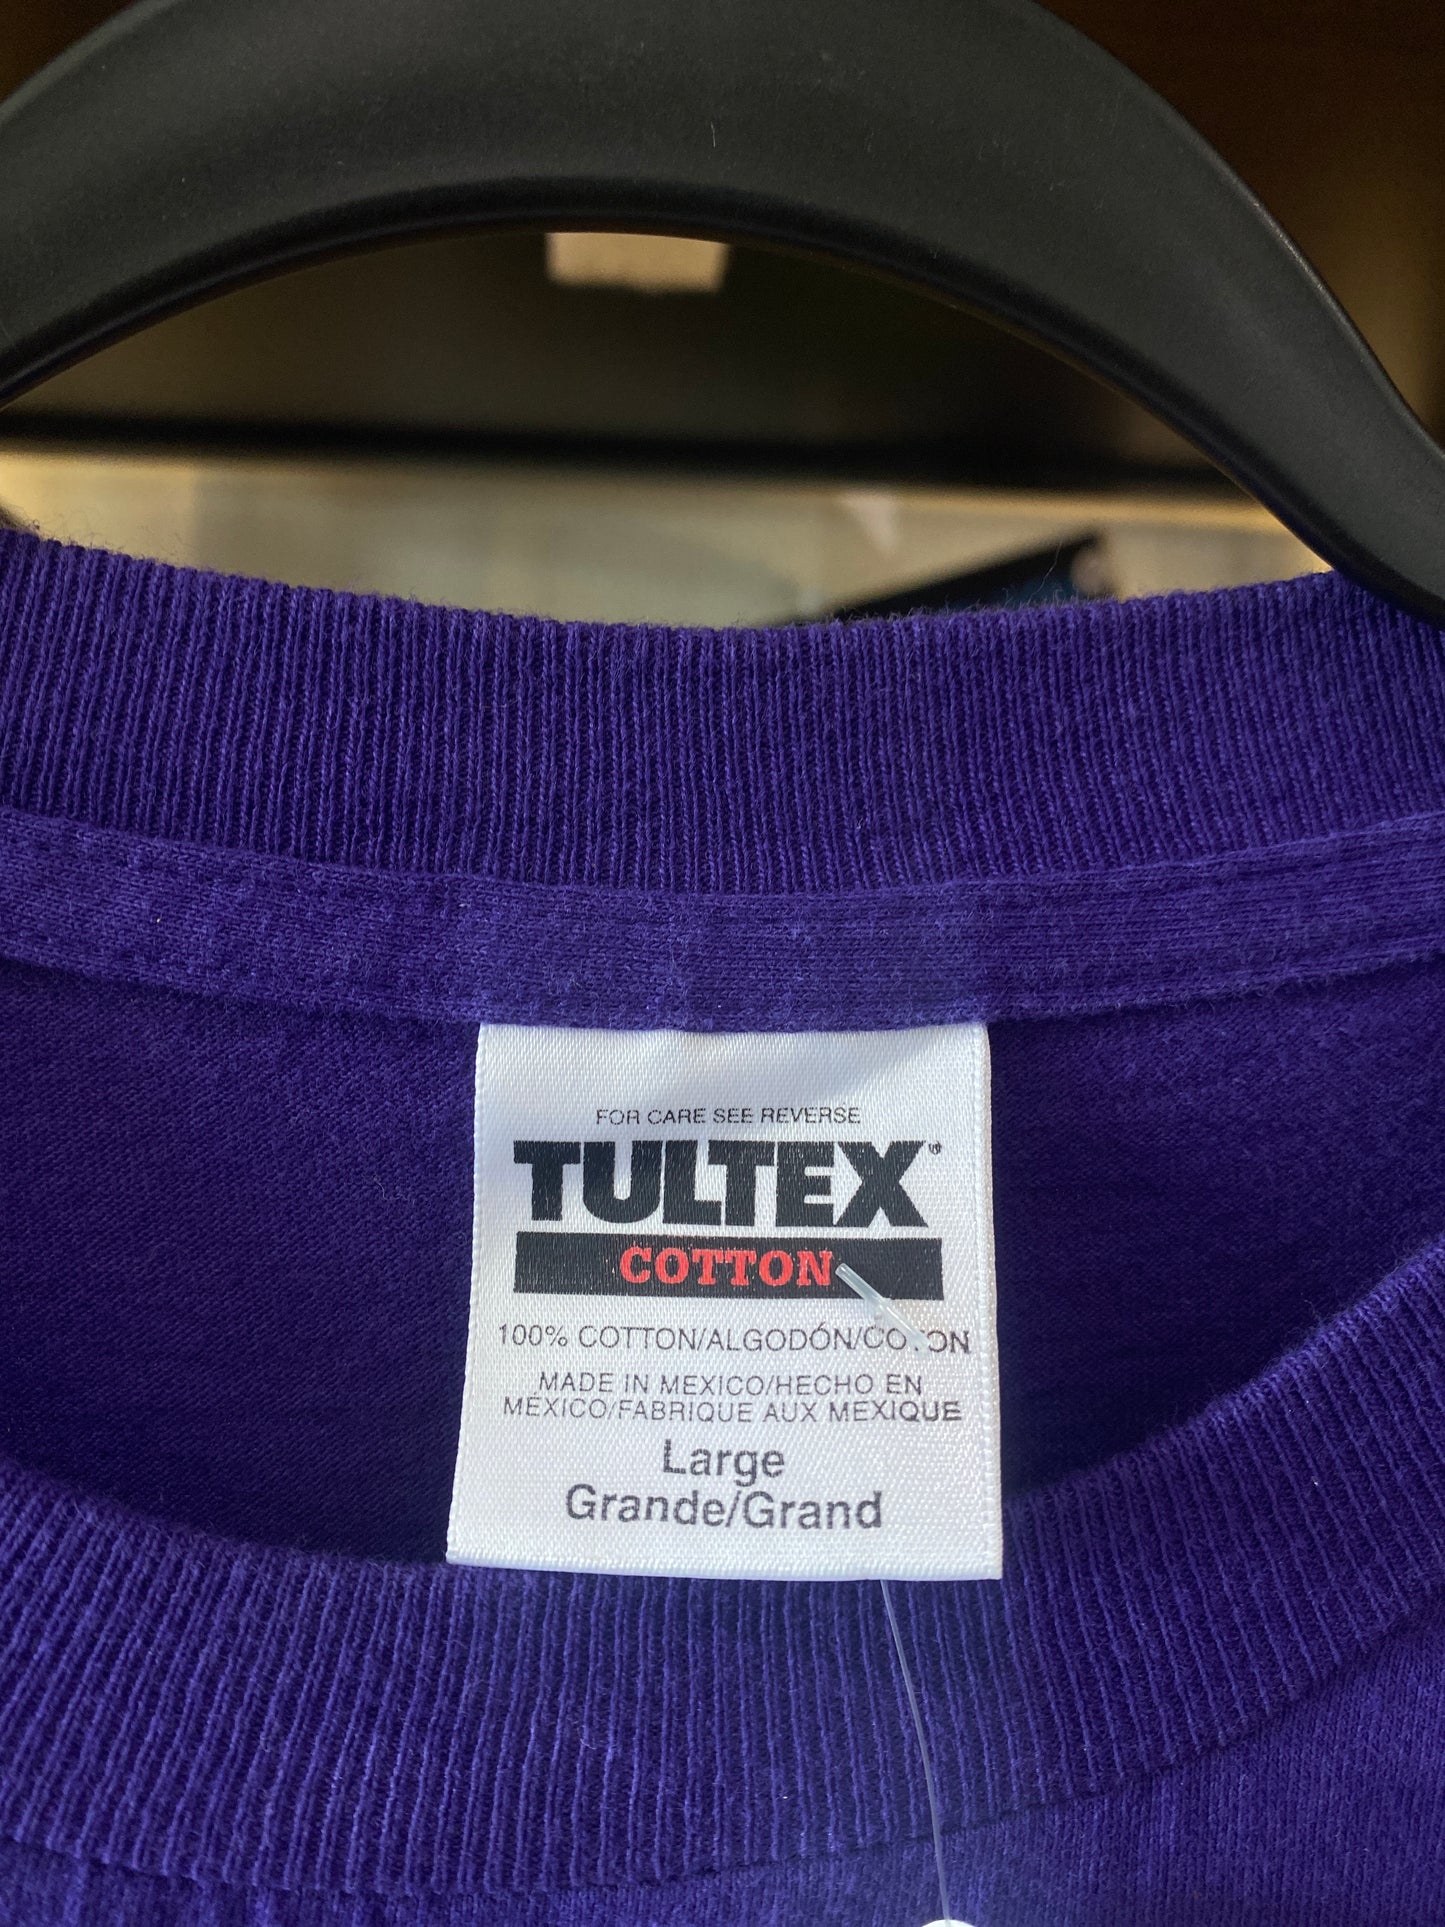 FOR CARE SEE REVERSE
TULTEX®
COTTON
100% COTTON/ALGODÓN/COTON
MADE IN MEXICO/HECHO EN
MÉXICO/FABRIQUE AUX MEXIQUE
Large
Grande/Grand